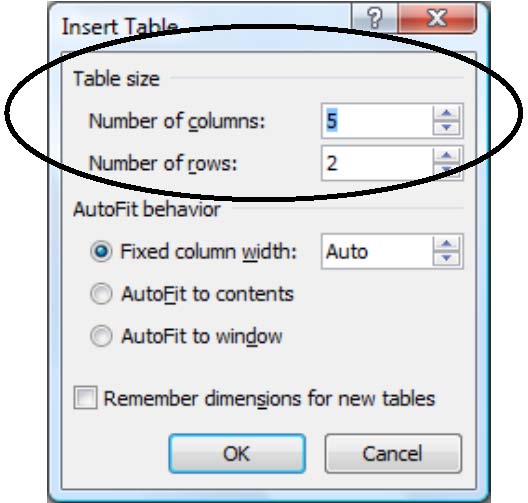 Insert Table
?
Table size
Number of columns: 5
Number of rows: 2
AutoFit behavior
Fixed column width: Auto
AutoFit to contents
AutoFit to window
Remember dimensions for new tables
OK Cancel